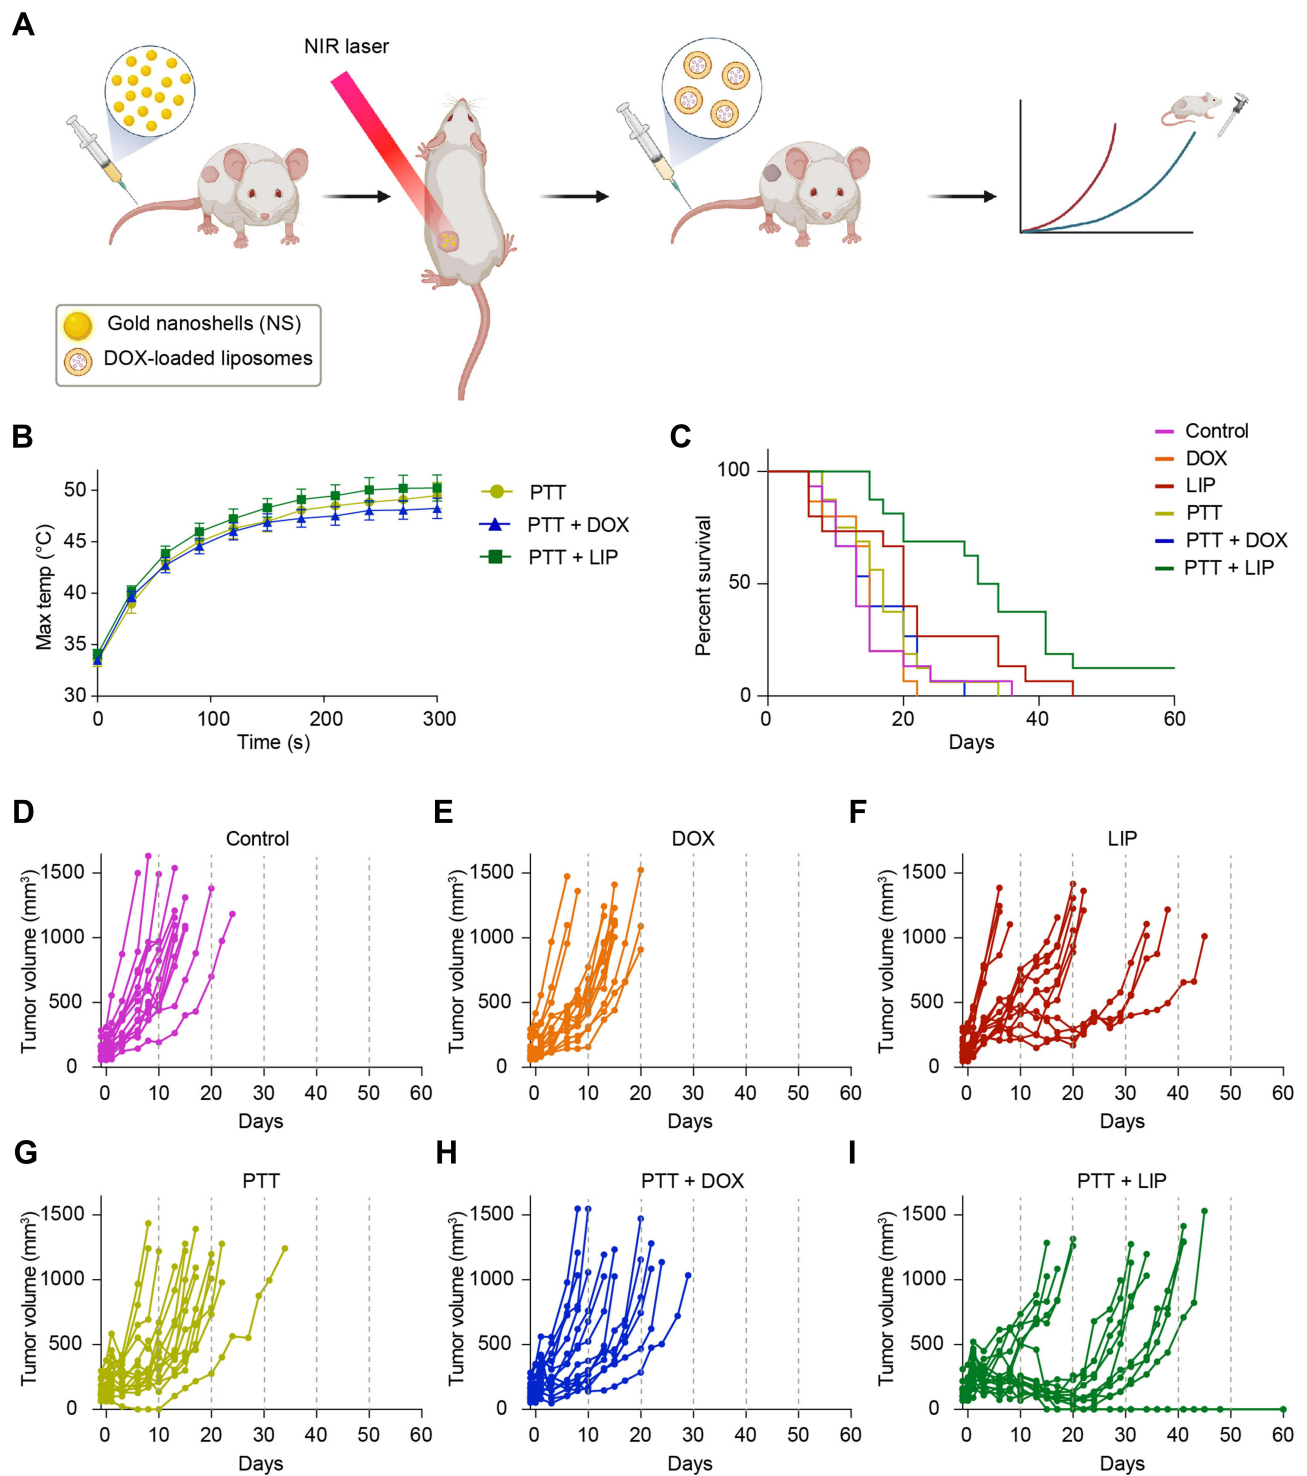 A
NIR laser
Gold nanoshells (NS)
DOX-loaded liposomes
B
Max temp (°C)
50
45
40
35
30
0
100
200
300
Time (s)
PTT
PTT + DOX
PTT + LIP
C
Percent survival
100
50
0
0
20
40
60
Days
Control
DOX
LIP
PTT
PTT + DOX
PTT + LIP
D
Control
Tumor volume (mm³)
1500
1000
500
0
0
10
20
30
40
50
60
Days
E
DOX
Tumor volume (mm³)
1500
1000
500
0
0
10
20
30
40
50
60
Days
F
LIP
Tumor volume (mm³)
1500
1000
500
0
0
10
20
30
40
50
60
Days
G
PTT
Tumor volume (mm³)
1500
1000
500
0
0
10
20
30
40
50
60
Days
H
PTT + DOX
Tumor volume (mm³)
1500
1000
500
0
0
10
20
30
40
50
60
Days
I
PTT + LIP
Tumor volume (mm³)
1500
1000
500
0
0
10
20
30
40
50
60
Days